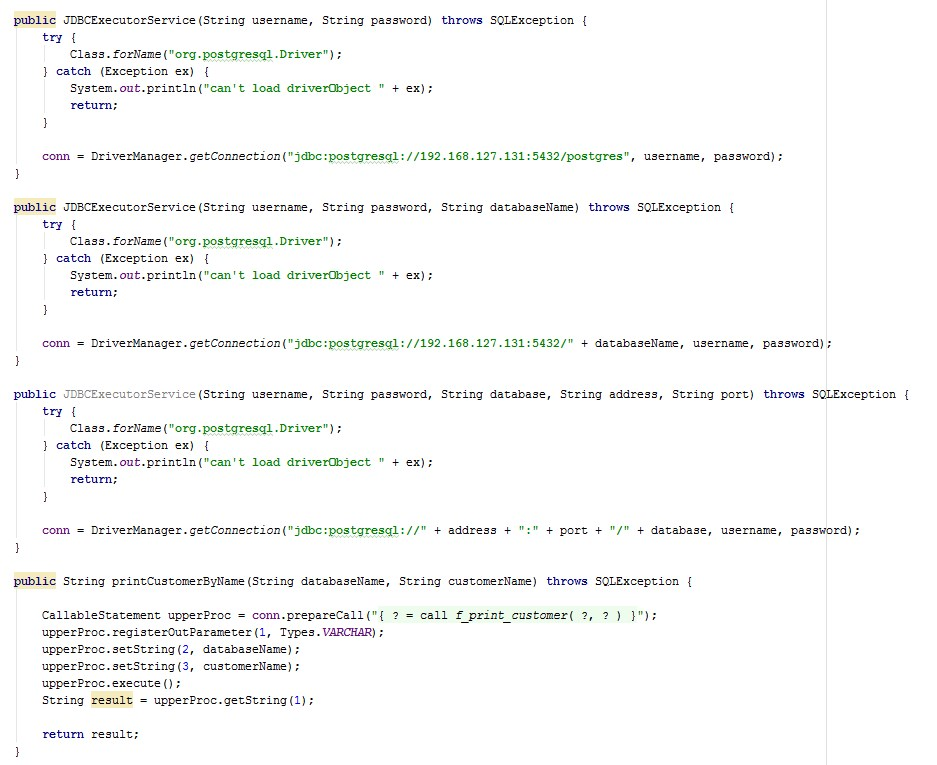 public JDBCExecutorService(String username, String password) throws SQLException {
    try {
        Class.forName("org.postgresql.Driver");
    } catch (Exception ex) {
        System.out.println("can't load driverObject " + ex);
        return;
    }

    conn = DriverManager.getConnection("jdbc:postgresql://192.168.127.131:5432/postgres", username, password);
}

public JDBCExecutorService(String username, String password, String databaseName) throws SQLException {
    try {
        Class.forName("org.postgresql.Driver");
    } catch (Exception ex) {
        System.out.println("can't load driverObject " + ex);
        return;
    }

    conn = DriverManager.getConnection("jdbc:postgresql://192.168.127.131:5432/" + databaseName, username, password);
}

public JDBCExecutorService(String username, String password, String database, String address, String port) throws SQLException {
    try {
        Class.forName("org.postgresql.Driver");
    } catch (Exception ex) {
        System.out.println("can't load driverObject " + ex);
        return;
    }

    conn = DriverManager.getConnection("jdbc:postgresql://" + address + ":" + port + "/" + database, username, password);
}

public String printCustomerByName(String databaseName, String customerName) throws SQLException {

    CallableStatement upperProc = conn.prepareCall("{ ? = call f_print_customer( ?, ? ) }");
    upperProc.registerOutParameter(1, Types.VARCHAR);
    upperProc.setString(2, databaseName);
    upperProc.setString(3, customerName);
    upperProc.execute();
    String result = upperProc.getString(1);

    return result;
}